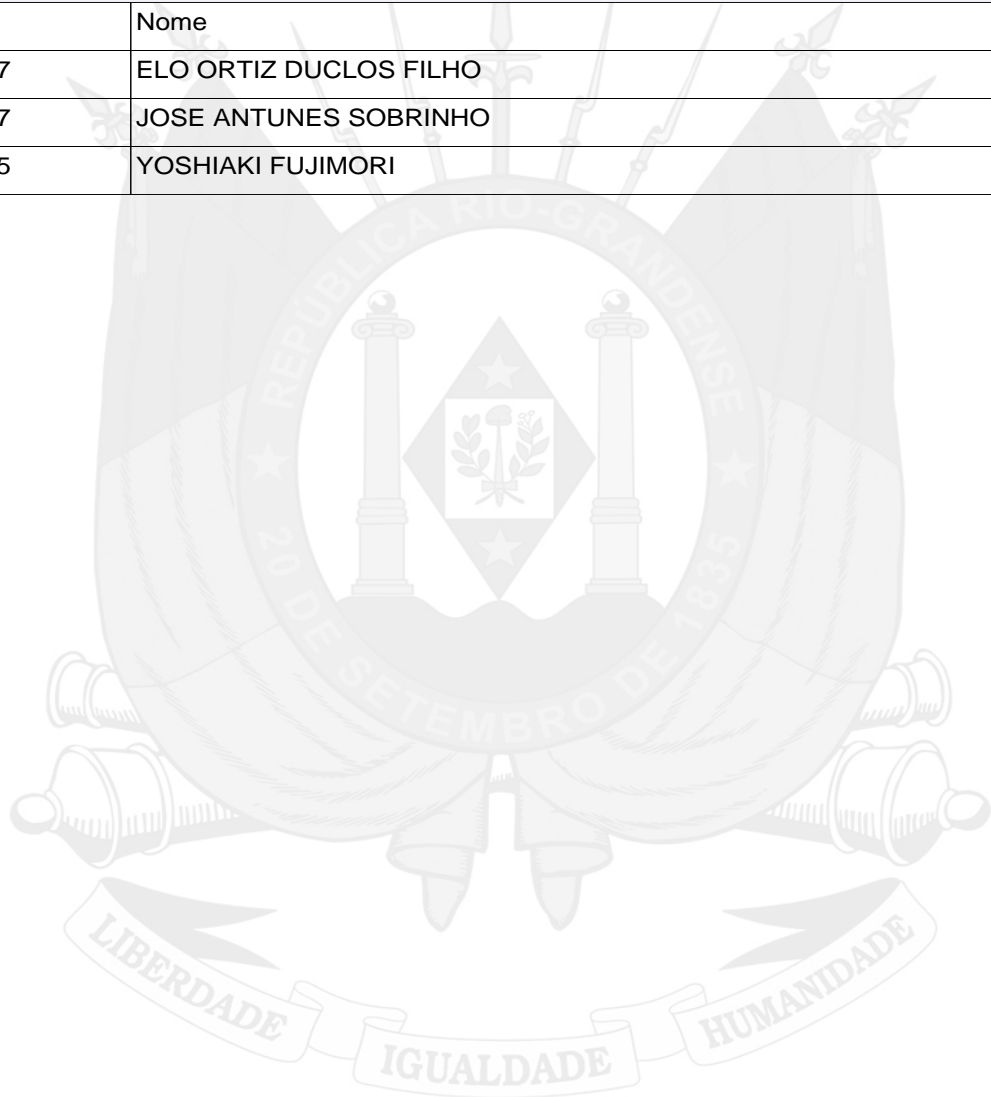 Nome
7 ELO ORTIZ DUCLOS FILHO
7 JOSE ANTUNES SOBRINHO
5 YOSHIAKI FUJIMORI
REPÚBLICA RIO-GRANDENSE
20 DE SETEMBRO DE 1835
LIBERDADE
IGUALDADE
HUMANIDADE